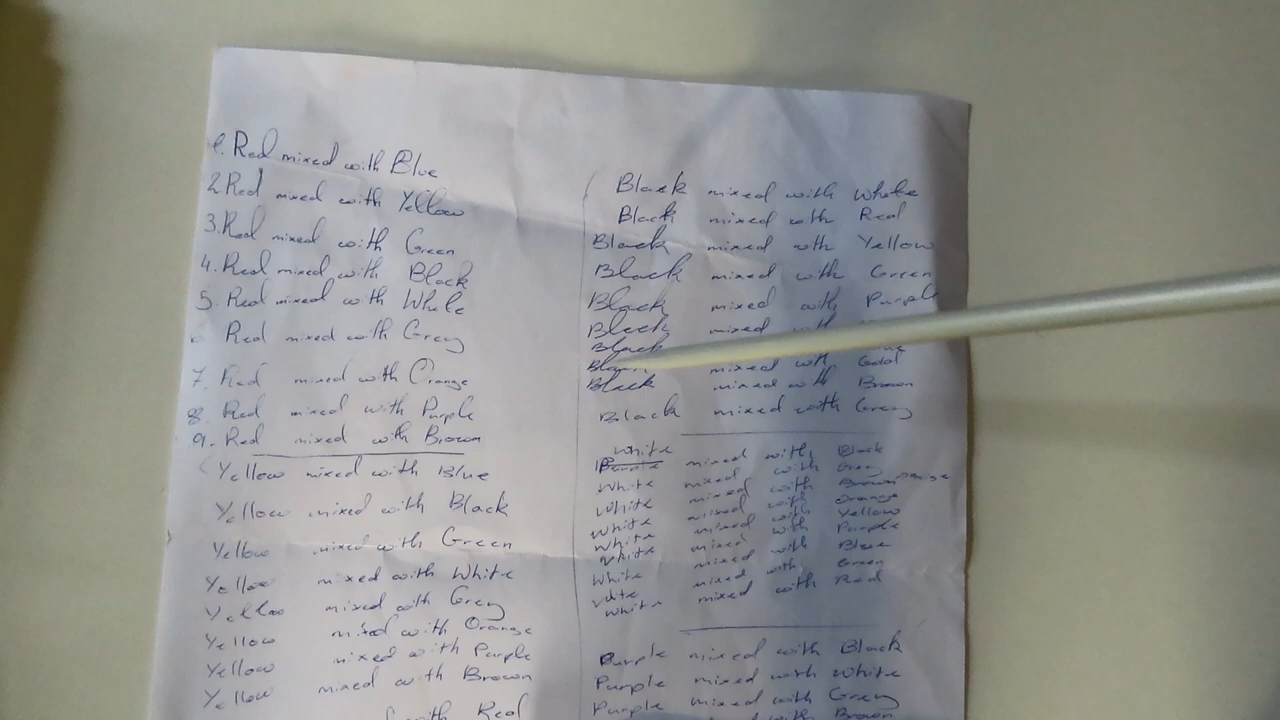 1. Red mixed with Blue
2. Red mixed with Yellow
3. Red mixed with Green
4. Red mixed with Black
5. Red mixed with White
6 Red mixed with Grey
7. Red mixed with Orange
8. Red mixed with Purple
9. Red mixed with Brown
Yellow mixed with Blue
Yellow mixed with Black
Yellow mixed with Green
Yellow mixed with White
Yellow mixed with Grey
Yellow mixed with Orange
Yellow mixed with Purple
Yellow mixed with Brown
with Red
Black mixed with White
Black mixed with Red
Black mixed with Yellow
Black mixed with Green
Black mixed with Purple
Black mixed
Black
Black mixed with Gold
Black mixed with Brown
Black mixed with Grey
White mixed with Black
White mixed with Grey
White mixed with Brown
White mixed with Orange
White mixed with Yellow
White mixed with Purple
White mixed with Blue
White mixed with Green
White mixed with Red
Purple mixed with Black
Purple mixed with White
Purple mixed with Grey
with Brown